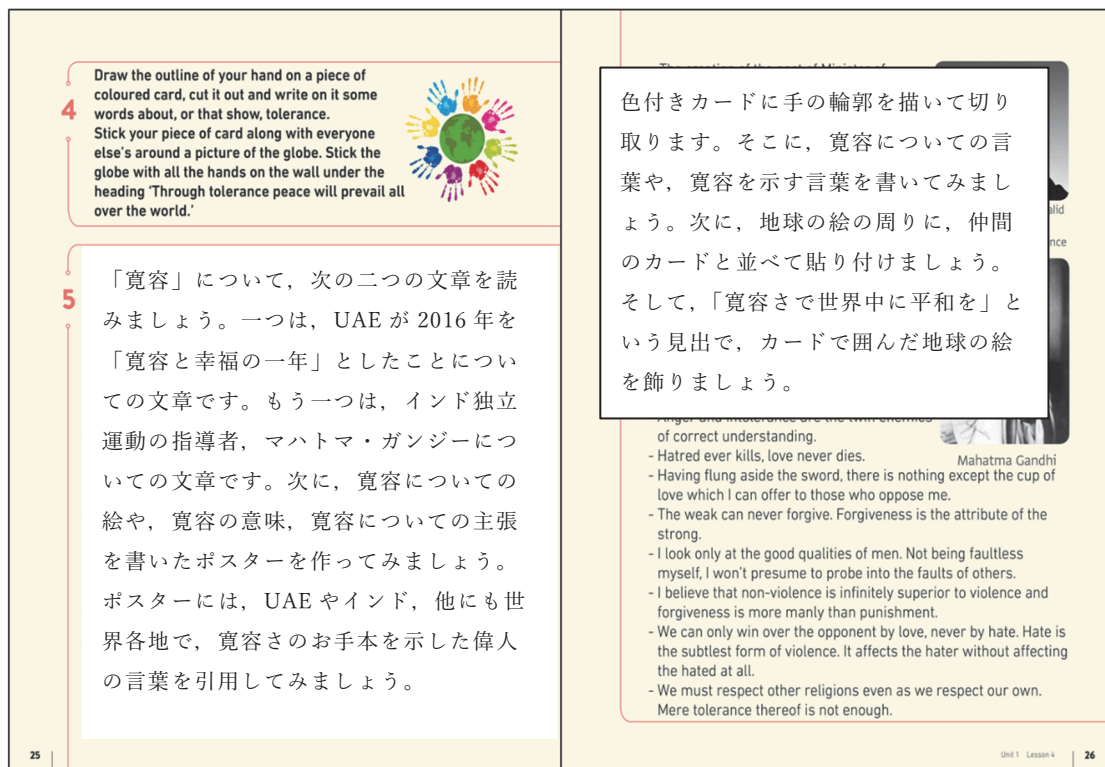 4
Draw the outline of your hand on a piece of
coloured card, cut it out and write on it some
words about, or that show, tolerance.
Stick your piece of card along with everyone
else's around a picture of the globe. Stick the
globe with all the hands on the wall under the
heading 'Through tolerance peace will prevail all
over the world.'
5
「寛容」について，次の二つの文章を読
みましょう。一つは，UAE が 2016 年を
「寛容と幸福の一年」としたことについ
ての文章です。もう一つは，インド独立
運動の指導者，マハトマ・ガンジーにつ
いての文章です。次に，寛容についての
絵や，寛容の意味，寛容についての主張
を書いたポスターを作ってみましょう。
ポスターには，UAE やインド，他にも世
界各地で，寛容さのお手本を示した偉人
の言葉を引用してみましょう。
25
色付きカードに手の輪郭を描いて切り
取ります。そこに，寛容についての言
葉や，寛容を示す言葉を書いてみまし
ょう。次に，地球の絵の周りに，仲間
のカードと並べて貼り付けましょう。
そして，「寛容さで世界中に平和を」と
いう見出で，カードで囲んだ地球の絵
を飾りましょう。
alid
nce
of correct understanding.
Mahatma Gandhi
- Hatred ever kills, love never dies.
- Having flung aside the sword, there is nothing except the cup of
love which I can offer to those who oppose me.
- The weak can never forgive. Forgiveness is the attribute of the
strong.
- I look only at the good qualities of men. Not being faultless
myself, I won't presume to probe into the faults of others.
- I believe that non-violence is infinitely superior to violence and
forgiveness is more manly than punishment.
- We can only win over the opponent by love, never by hate. Hate is
the subtlest form of violence. It affects the hater without affecting
the hated at all.
- We must respect other religions even as we respect our own.
Mere tolerance thereof is not enough.
Unit 1 Lesson 4
26